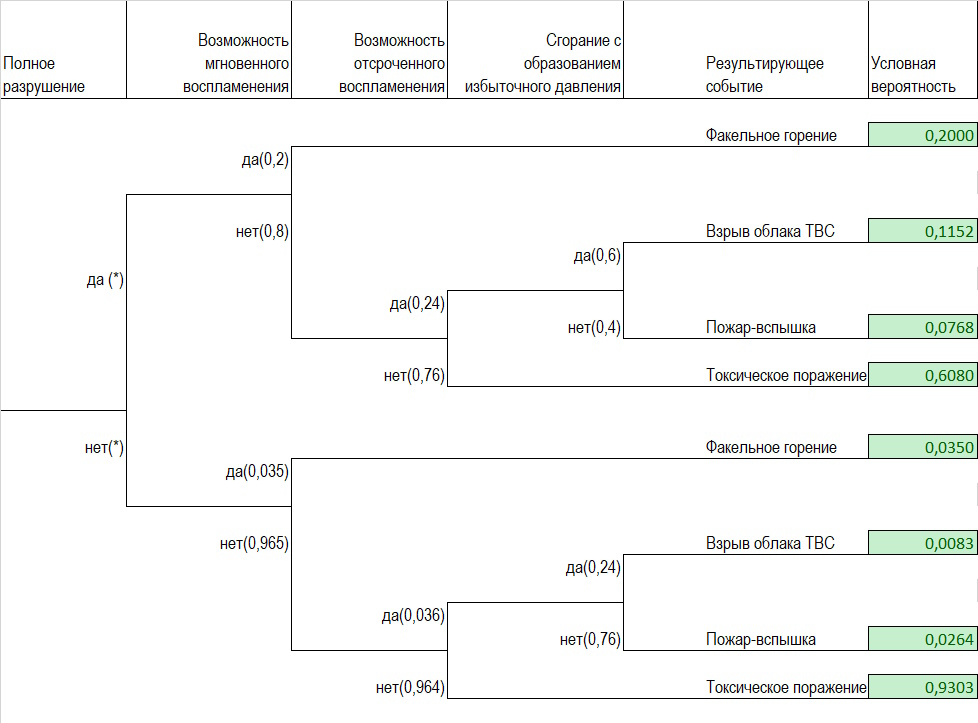 Полное
разрушение
Возможность
мгновенного
воспламенения
Возможность
отсроченного
воспламенения
Сгорание с
образованием
избыточного давления
Результирующее
событие
Условная
вероятность
Факельное горение 0,2000
да(0,2)
нет(0,8)
Взрыв облака ТВС 0,1152
да(0,6)
да (*)
да(0,24)
нет(0,4)
Пожар-вспышка 0,0768
нет(0,76)
Токсическое поражение 0,6080
нет(*)
Факельное горение 0,0350
да(0,035)
нет(0,965)
Взрыв облака ТВС 0,0083
да(0,24)
да(0,036)
нет(0,76)
Пожар-вспышка 0,0264
нет(0,964)
Токсическое поражение 0,9303